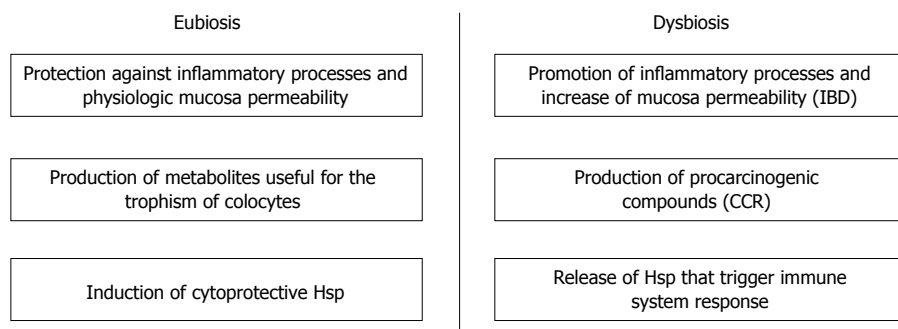 Eubiosis
Protection against inflammatory processes and
physiologic mucosa permeability
Production of metabolites useful for the
trophism of colocytes
Induction of cytoprotective Hsp
Dysbiosis
Promotion of inflammatory processes and
increase of mucosa permeability (IBD)
Production of procarcinogenic
compounds (CCR)
Release of Hsp that trigger immune
system response